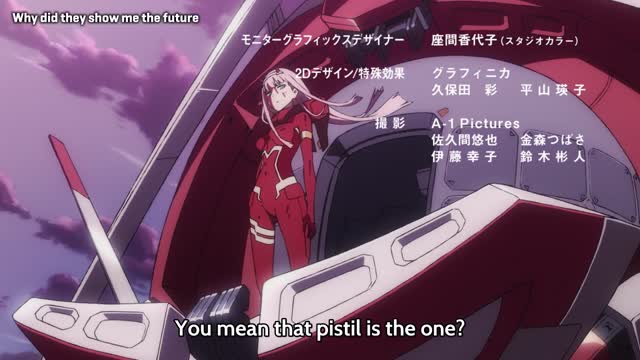 Why did they show me the future
モニターグラフィックスデザイナー 座間香代子(スタジオカラー)
2Dデザイン/特殊効果 グラフィニカ
久保田 彩 平山瑛子
撮影 A-1 Pictures
佐久間悠也 金森つばさ
伊藤幸子 鈴木彬人
You mean that pistil is the one?